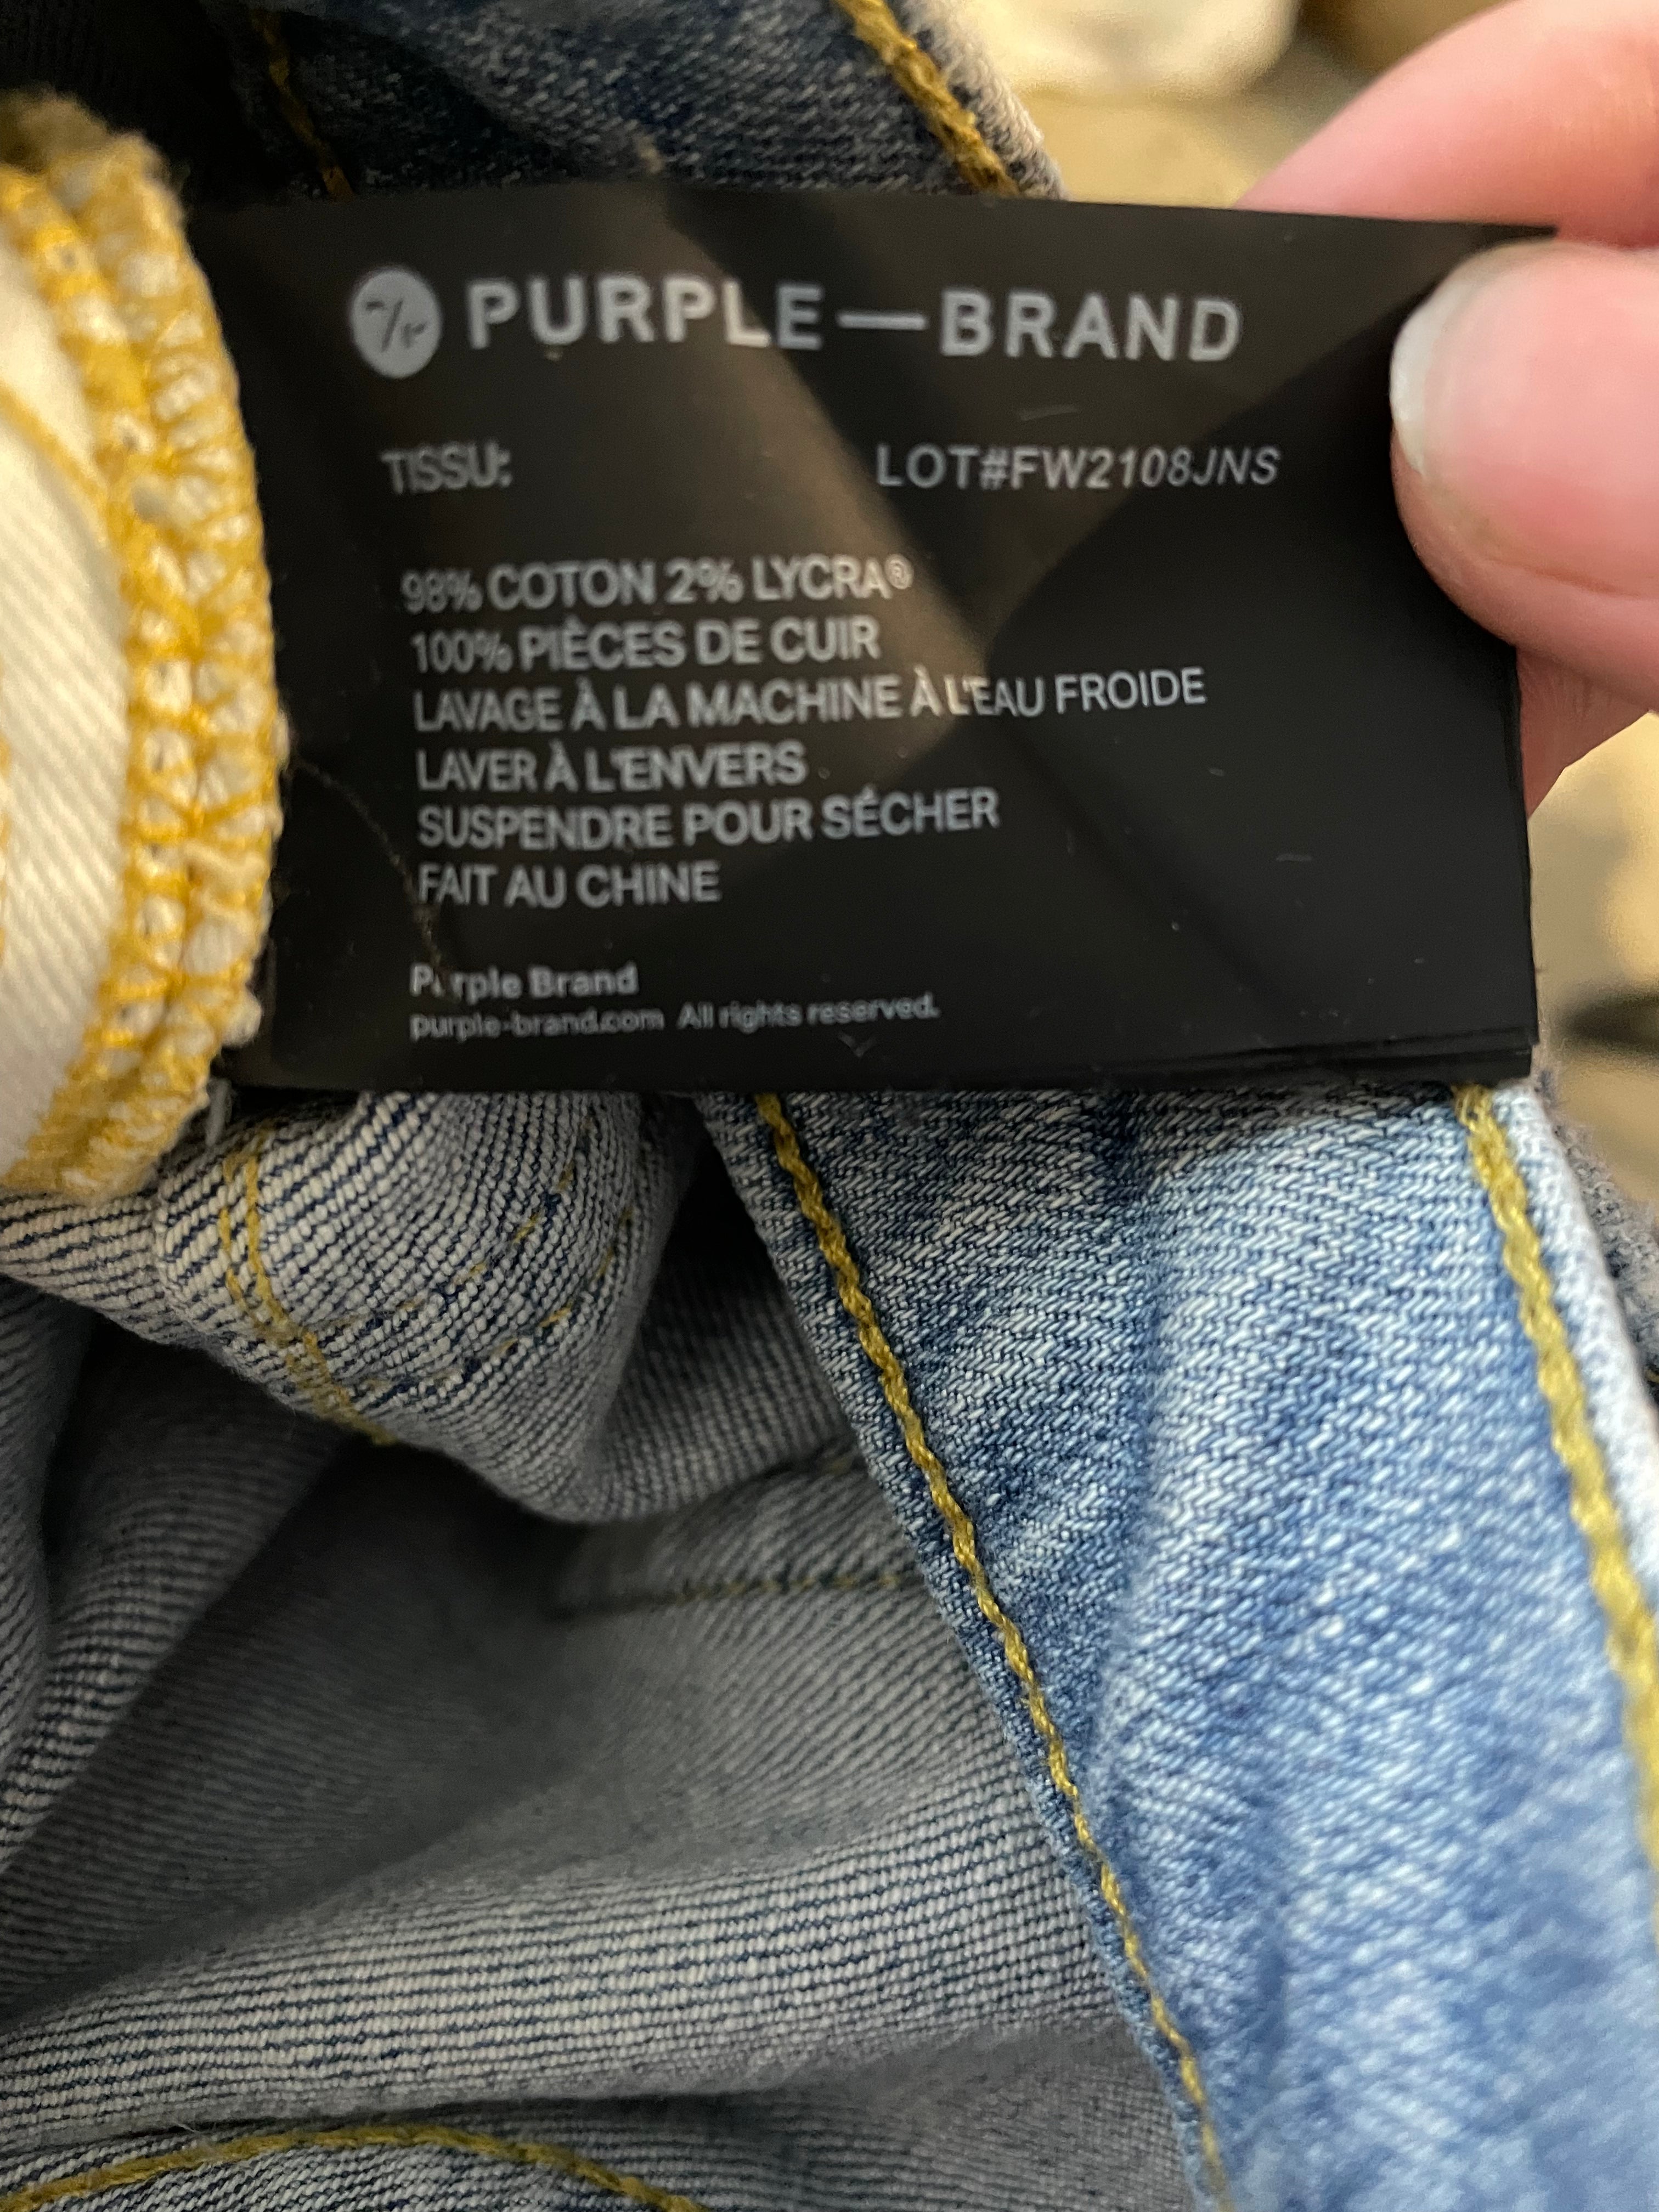 PURPLE—BRAND
TISSU: LOT#FW2108JNS
98% COTON 2% LYCRA®
100% PIÈCES DE CUIR
LAVAGE À LA MACHINE À L'EAU FROIDE
LAVER À L'ENVERS
SUSPENDRE POUR SÉCHER
FAIT AU CHINE
Purple Brand
purple-brand.com All rights reserved.